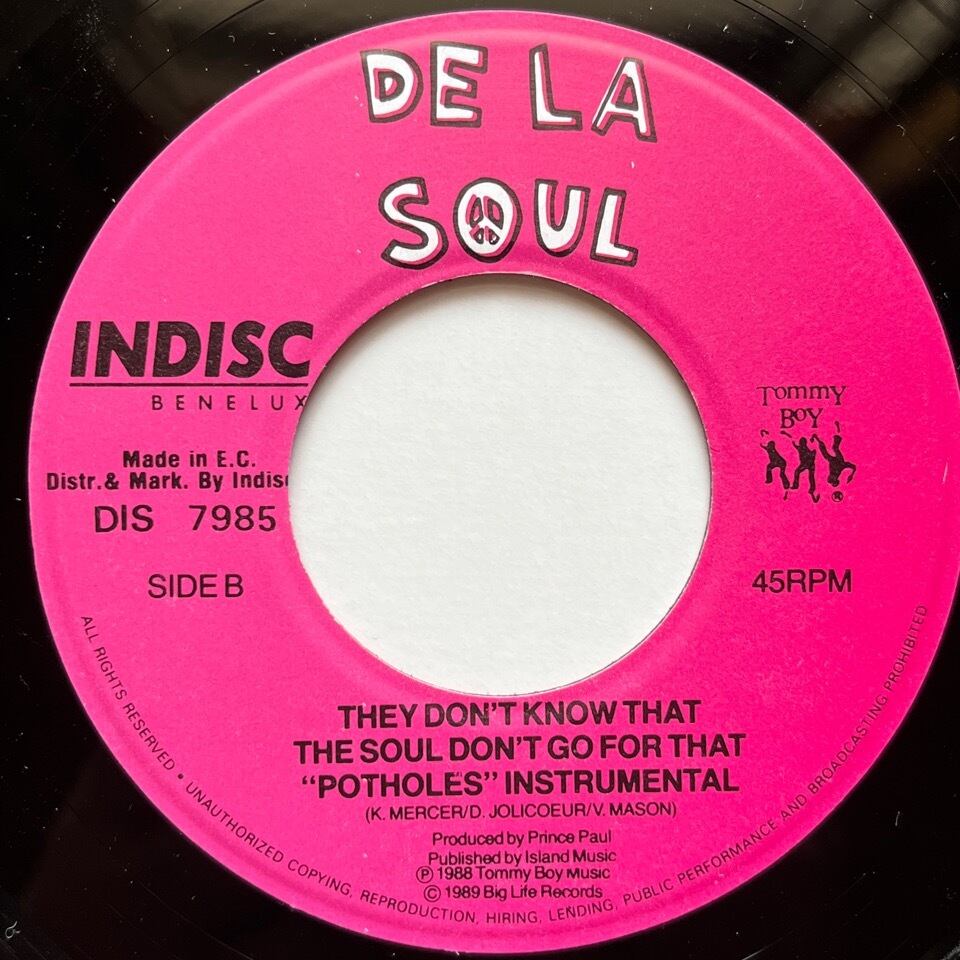 DE LA
SOUL
INDISC
BENELUX
Made in E.C.
Distr.& Mark. By Indisc
DIS 7985
SIDE B
Tommy
Boy
®
45RPM
THEY DON'T KNOW THAT
THE SOUL DON'T GO FOR THAT
“POTHOLES” INSTRUMENTAL
(K. MERCER/D. JOLICOEUR/V. MASON)
Produced by Prince Paul
Published by Island Music
℗ 1988 Tommy Boy Music
© 1989 Big Life Records
ALL RIGHTS RESERVED • UNAUTHORIZED COPYING, REPRODUCTION, HIRING, LENDING, PUBLIC PERFORMANCE AND BROADCASTING PROHIBITED